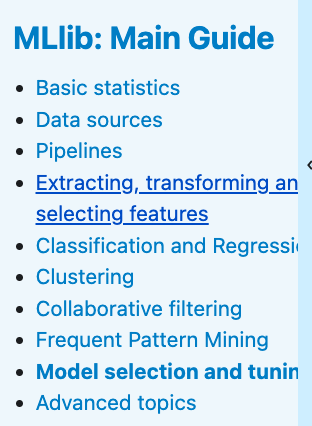 MLlib: Main Guide
Basic statistics
Data sources
Pipelines
Extracting, transforming an
selecting features
Classification and Regressi
Clustering
Collaborative filtering
Frequent Pattern Mining
Model selection and tunin
Advanced topics